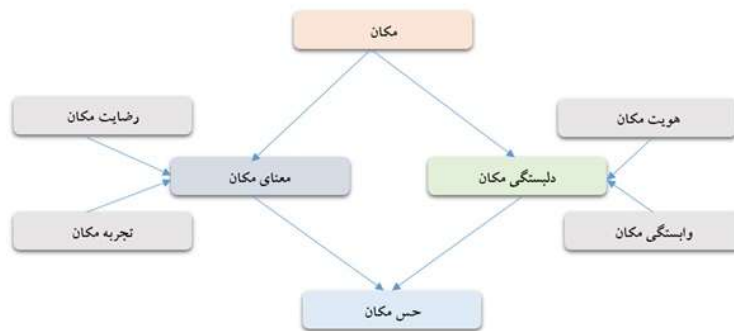 مکان
رضایت مکان
هویت مکان
معنای مکان
دلبستگی مکان
تجربه مکان
وابستگی مکان
حس مکان